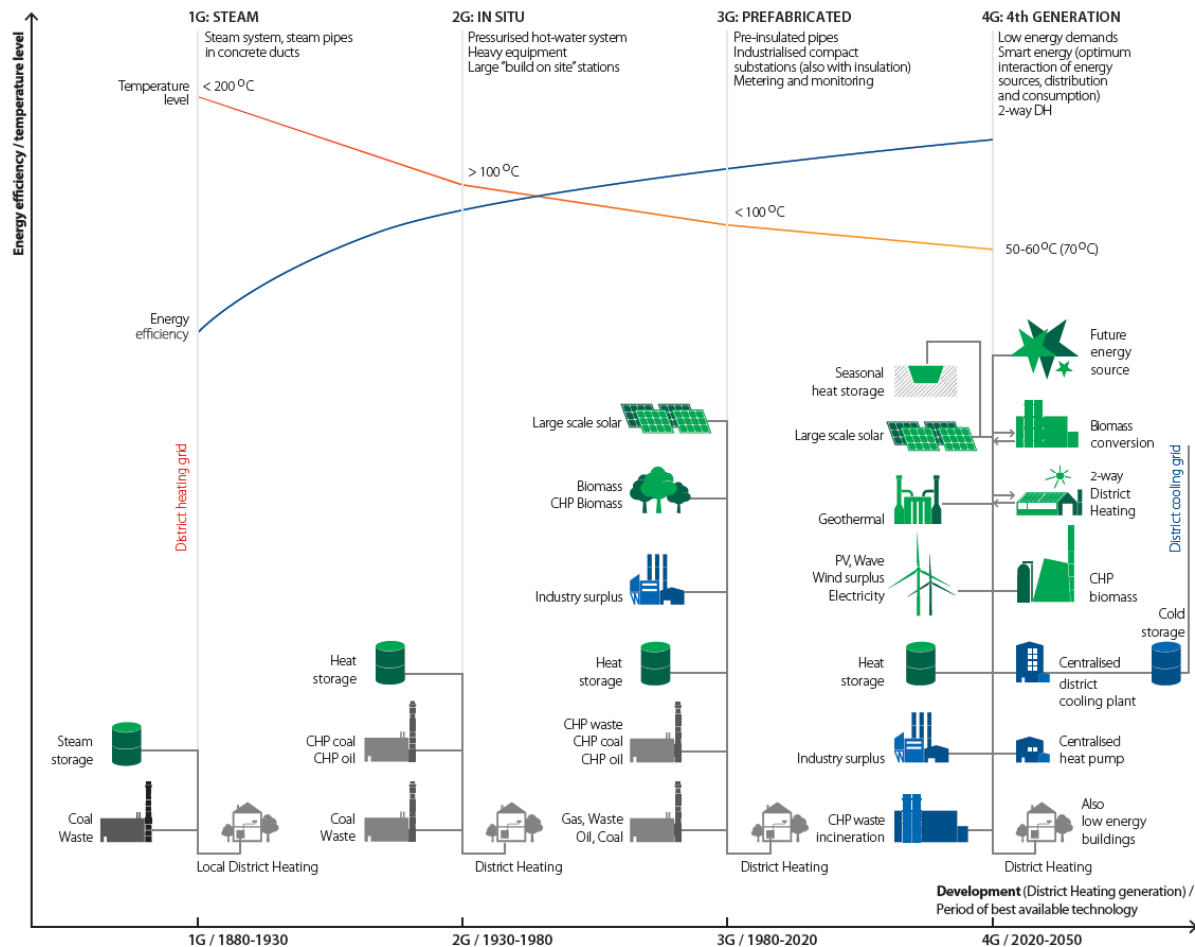 1G: STEAM
Steam system, steam pipes
in concrete ducts
2G: IN SITU
Pressurised hot-water system
Heavy equipment
Large "build on site" stations
3G: PREFABRICATED
Pre-insulated pipes
Industrialised compact
substations (also with insulation)
Metering and monitoring
4G: 4th GENERATION
Low energy demands
Smart energy (optimum
interaction of energy
sources, distribution
and consumption)
2-way DH
Energy efficiency / temperature level
Temperature
level
< 200 °C
> 100 °C
< 100 °C
50-60 °C (70 °C)
Energy
efficiency
District heating grid
Steam
storage
Coal
Waste
Local District Heating
Heat
storage
CHP coal
CHP oil
Coal
Waste
District Heating
Large scale solar
Biomass
CHP Biomass
Industry surplus
Heat
storage
CHP waste
CHP coal
CHP oil
Gas, Waste
Oil, Coal
District Heating
Seasonal
heat storage
Large scale solar
Geothermal
PV, Wave
Wind surplus
Electricity
Heat
storage
Industry surplus
CHP waste
incineration
Future
energy
source
Biomass
conversion
2-way
District
Heating
CHP
biomass
Cold
storage
Centralised
district
cooling plant
Centralised
heat pump
Also
low energy
buildings
District Heating
District cooling grid
Development (District Heating generation) /
Period of best available technology
1G / 1880-1930
2G / 1930-1980
3G / 1980-2020
4G / 2020-2050